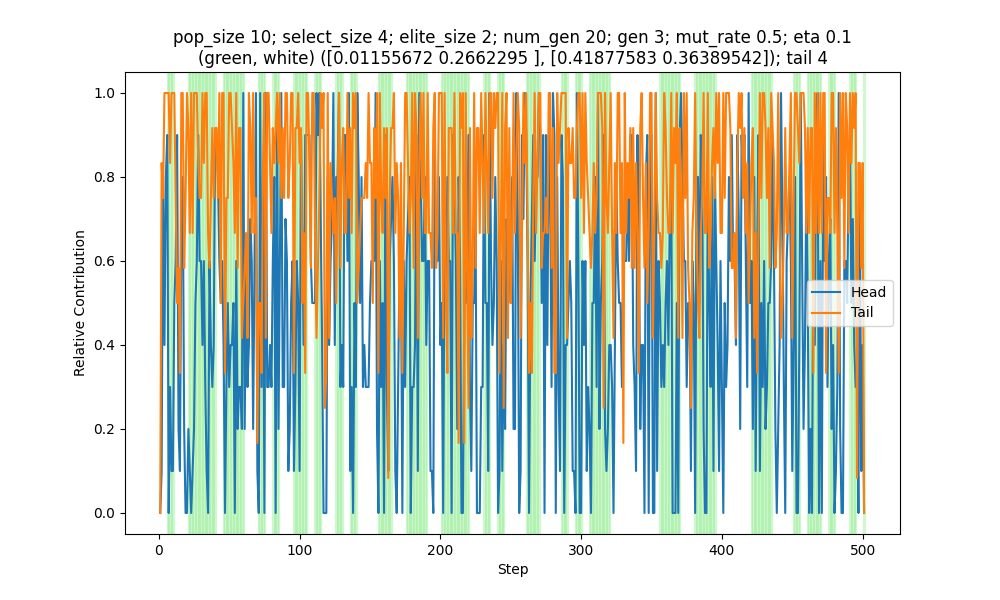 pop_size 10; select_size 4; elite_size 2; num_gen 20; gen 3; mut_rate 0.5; eta 0.1
(green, white) ([0.01155672 0.2662295 ], [0.41877583 0.36389542]); tail 4
1.0
0.8
0.6
0.4
0.2
0.0
Relative Contribution
Head
Tail
0 100 200 300 400 500
Step